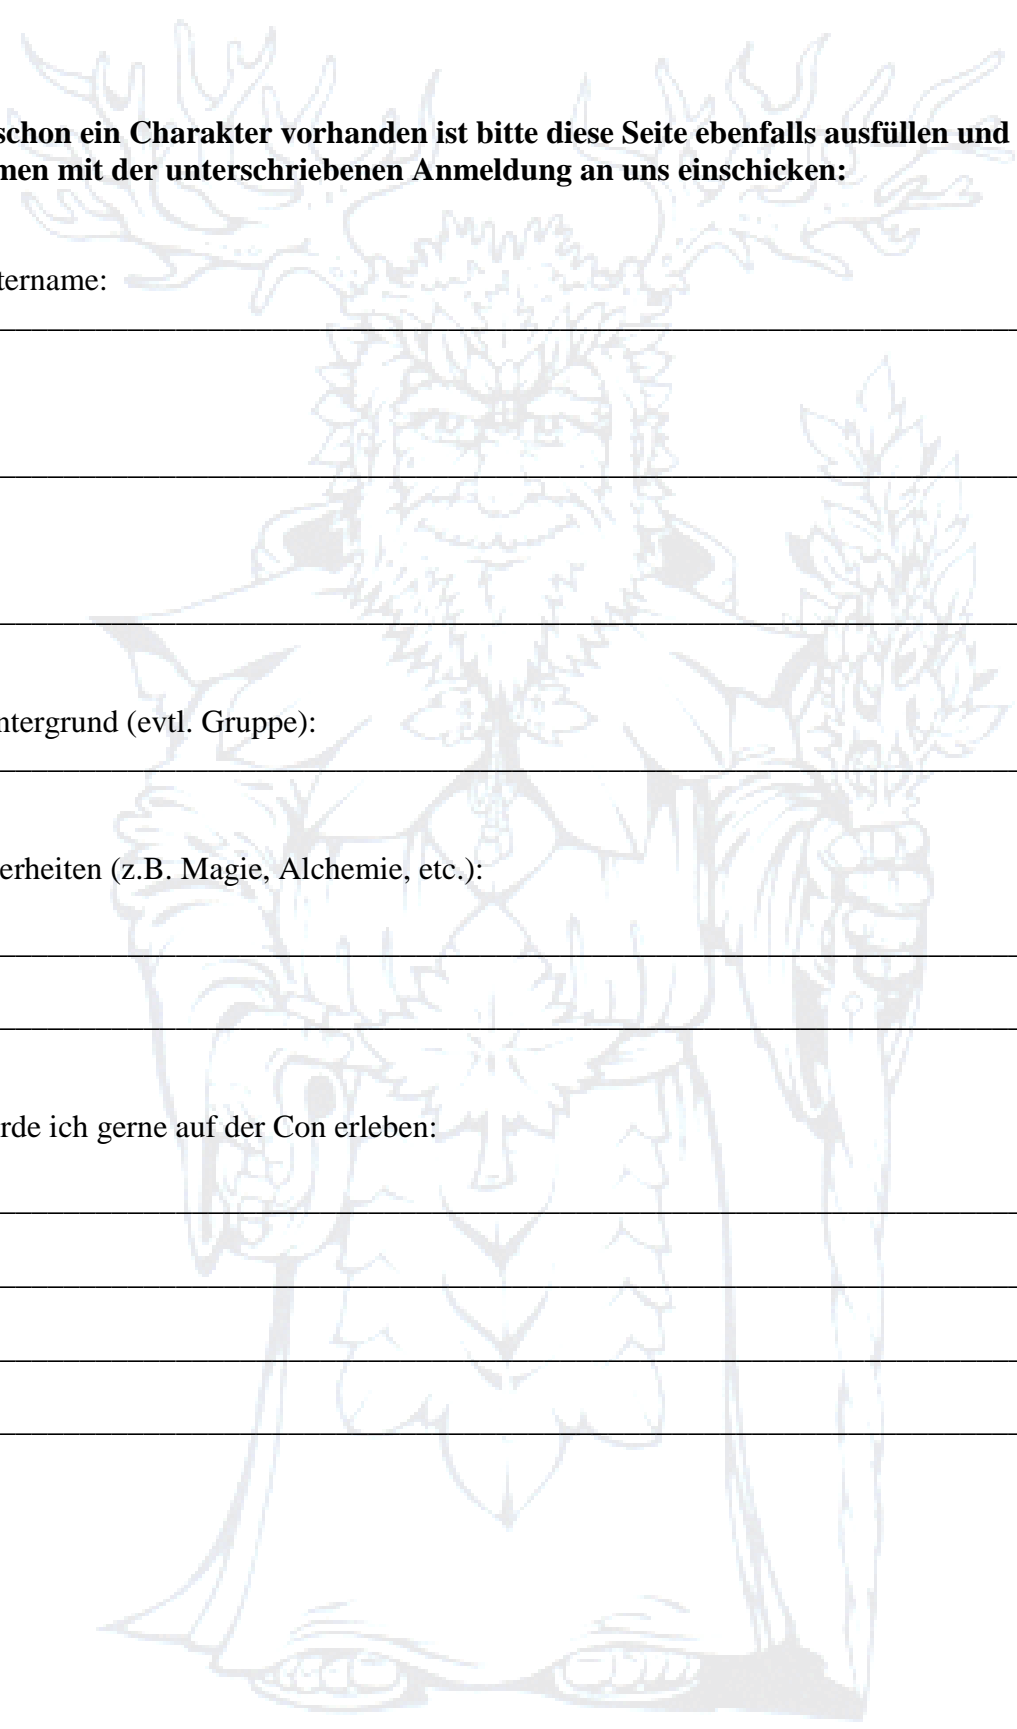 schon ein Charakter vorhanden ist bitte diese Seite ebenfalls ausfüllen und
men mit der unterschriebenen Anmeldung an uns einschicken:
tername:
ntergrund (evtl. Gruppe):
erheiten (z.B. Magie, Alchemie, etc.):
rde ich gerne auf der Con erleben: